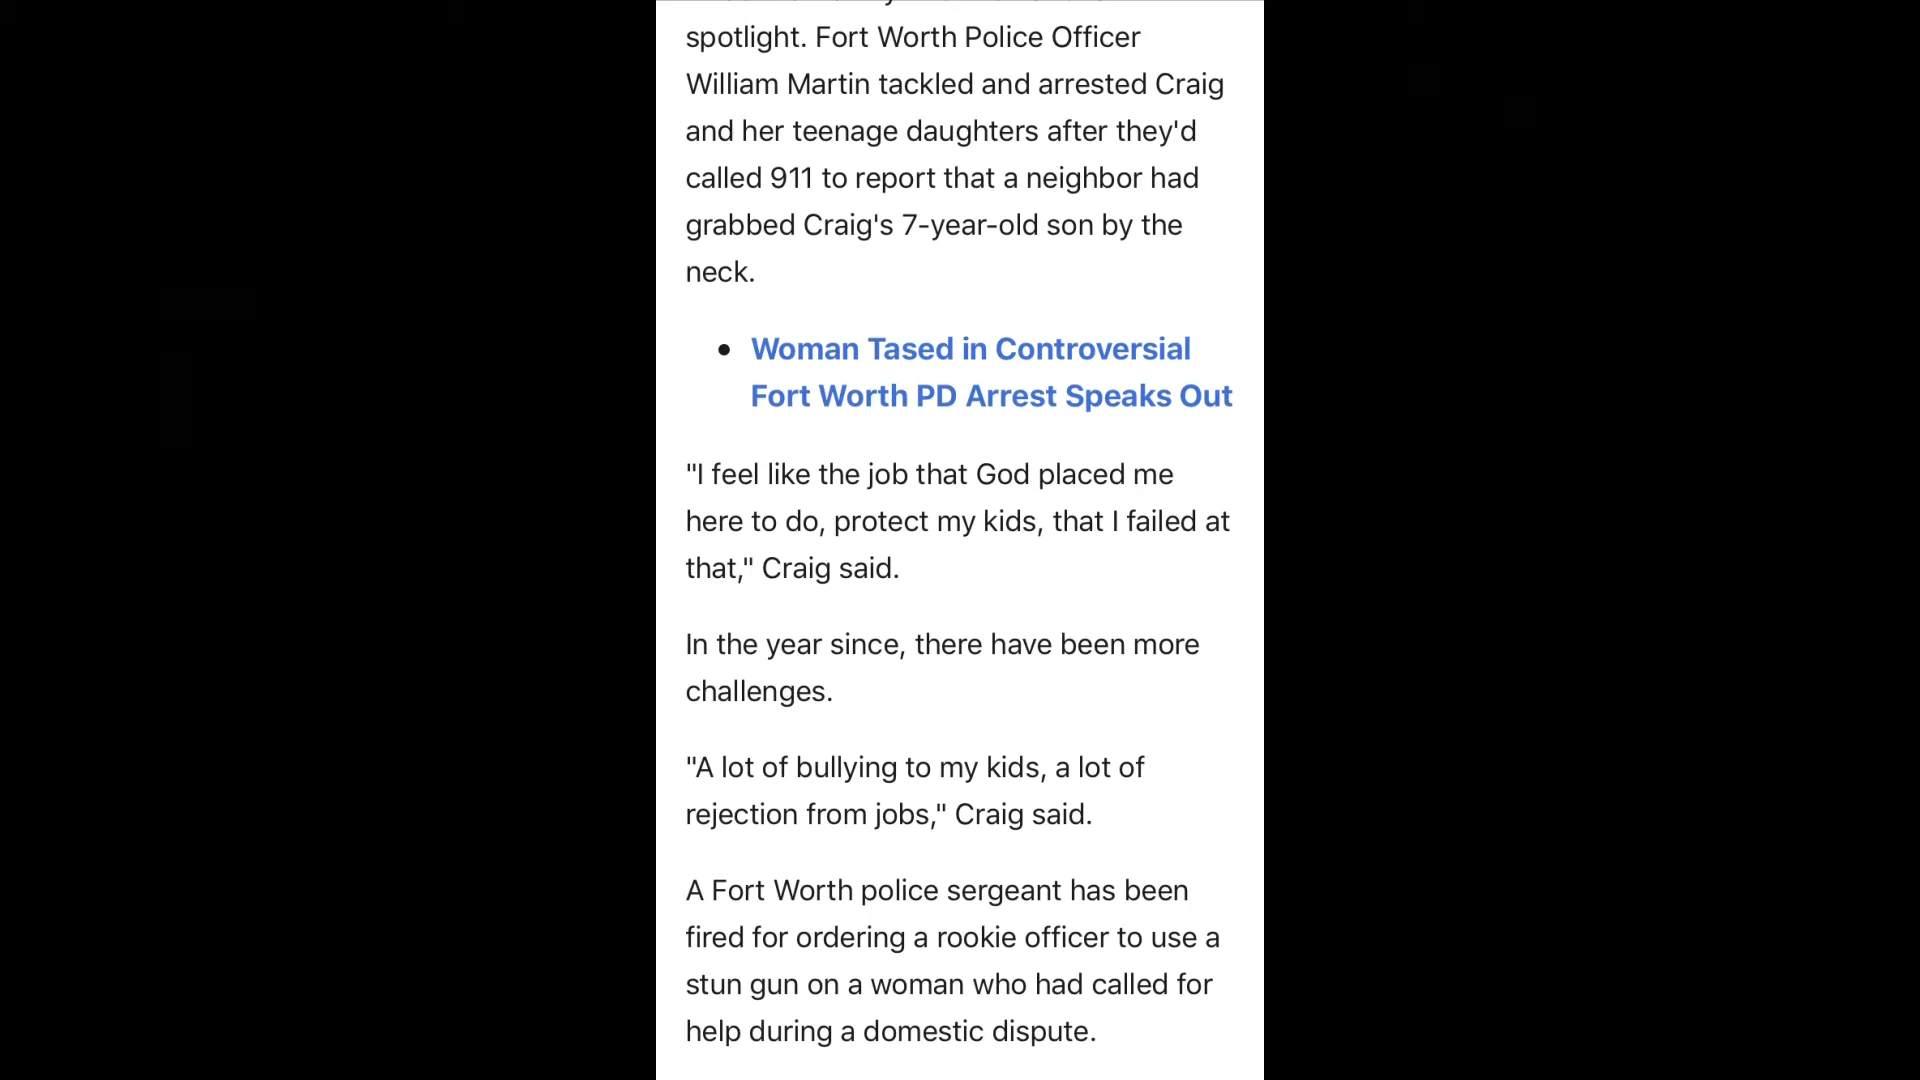 spotlight. Fort Worth Police Officer
William Martin tackled and arrested Craig
and her teenage daughters after they'd
called 911 to report that a neighbor had
grabbed Craig's 7-year-old son by the
neck.
• Woman Tased in Controversial
Fort Worth PD Arrest Speaks Out
"I feel like the job that God placed me
here to do, protect my kids, that I failed at
that," Craig said.
In the year since, there have been more
challenges.
"A lot of bullying to my kids, a lot of
rejection from jobs," Craig said.
A Fort Worth police sergeant has been
fired for ordering a rookie officer to use a
stun gun on a woman who had called for
help during a domestic dispute.